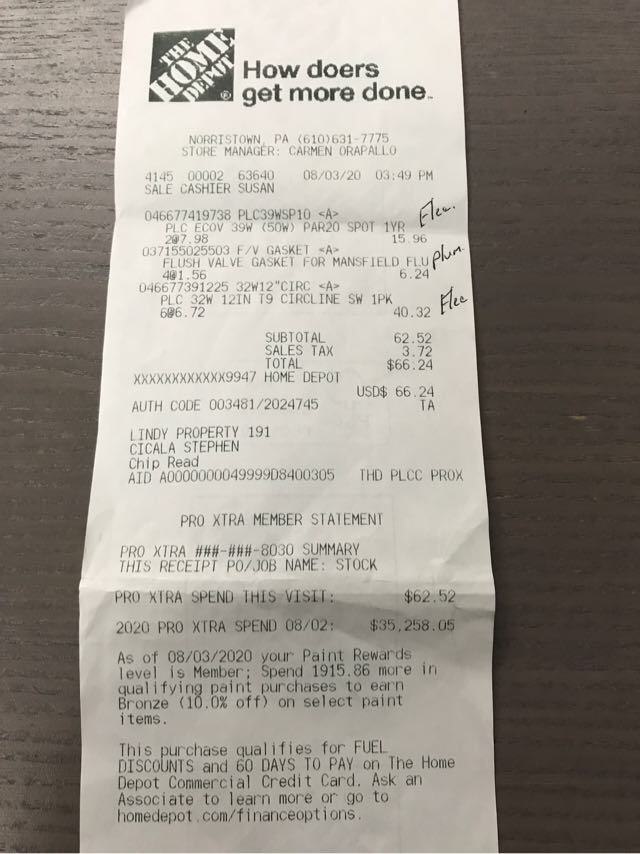 THE
HOME
DEPOT
®
How doers
get more done™
NORRISTOWN, PA (610)631-7775
STORE MANAGER: CARMEN ORAPALLO
4145 00002 63640 08/03/20 03:49 PM
SALE CASHIER SUSAN
046677419738 PLC39WSP10 <A> Elec.
PLC ECOV 39W (50W) PAR20 SPOT 1YR
2@7.98 15.96
037155025503 F/V GASKET <A>
FLUSH VALVE GASKET FOR MANSFIELD FLU Plum.
4@1.56 6.24
046677391225 32W12"CIRC <A> Elec
PLC 32W 12IN T9 CIRCLINE SW 1PK
6@6.72 40.32
SUBTOTAL 62.52
SALES TAX 3.72
TOTAL $66.24
XXXXXXXXXXXX9947 HOME DEPOT
USD$ 66.24
AUTH CODE 003481/2024745 TA
LINDY PROPERTY 191
CICALA STEPHEN
Chip Read
AID A0000000049999D8400305 THD PLCC PROX
PRO XTRA MEMBER STATEMENT
PRO XTRA ###-###-8030 SUMMARY
THIS RECEIPT PO/JOB NAME: STOCK
PRO XTRA SPEND THIS VISIT: $62.52
2020 PRO XTRA SPEND 08/02: $35,258.05
As of 08/03/2020 your Paint Rewards
level is Member; Spend 1915.86 more in
qualifying paint purchases to earn
Bronze (10.0% off) on select paint
items.
This purchase qualifies for FUEL
DISCOUNTS and 60 DAYS TO PAY on The Home
Depot Commercial Credit Card. Ask an
Associate to learn more or go to
homedepot.com/financeoptions.